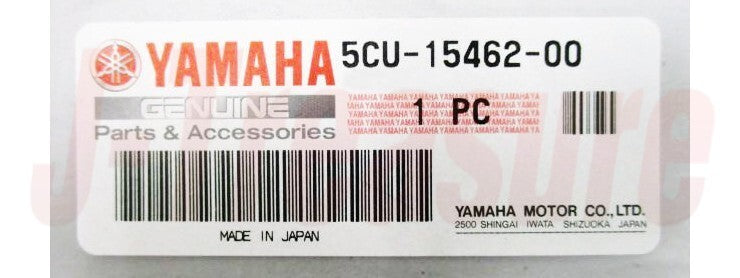 YAMAHA 5CU-15462-00
GENUINE
Parts & Accessories
1 PC
MADE IN JAPAN
YAMAHA MOTOR CO., LTD.
2500 SHINGAI IWATA SHIZUOKA JAPAN